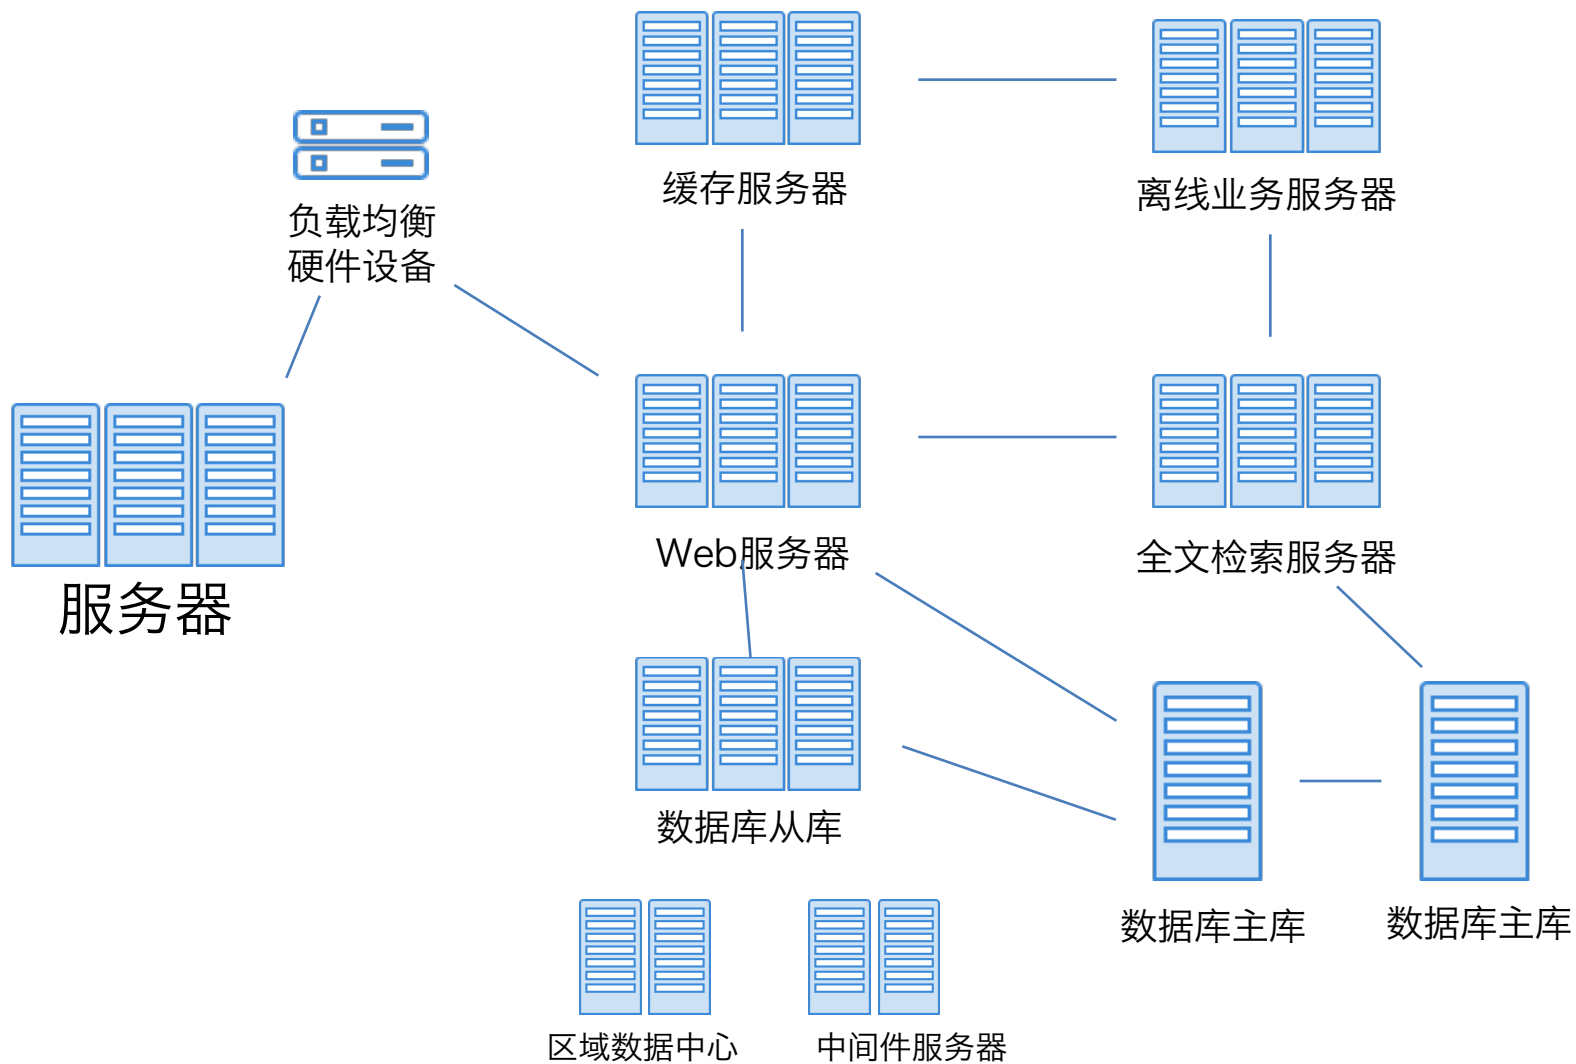 缓存服务器
离线业务服务器
负载均衡
硬件设备
Web服务器
全文检索服务器
服务器
数据库从库
数据库主库
数据库主库
区域数据中心
中间件服务器